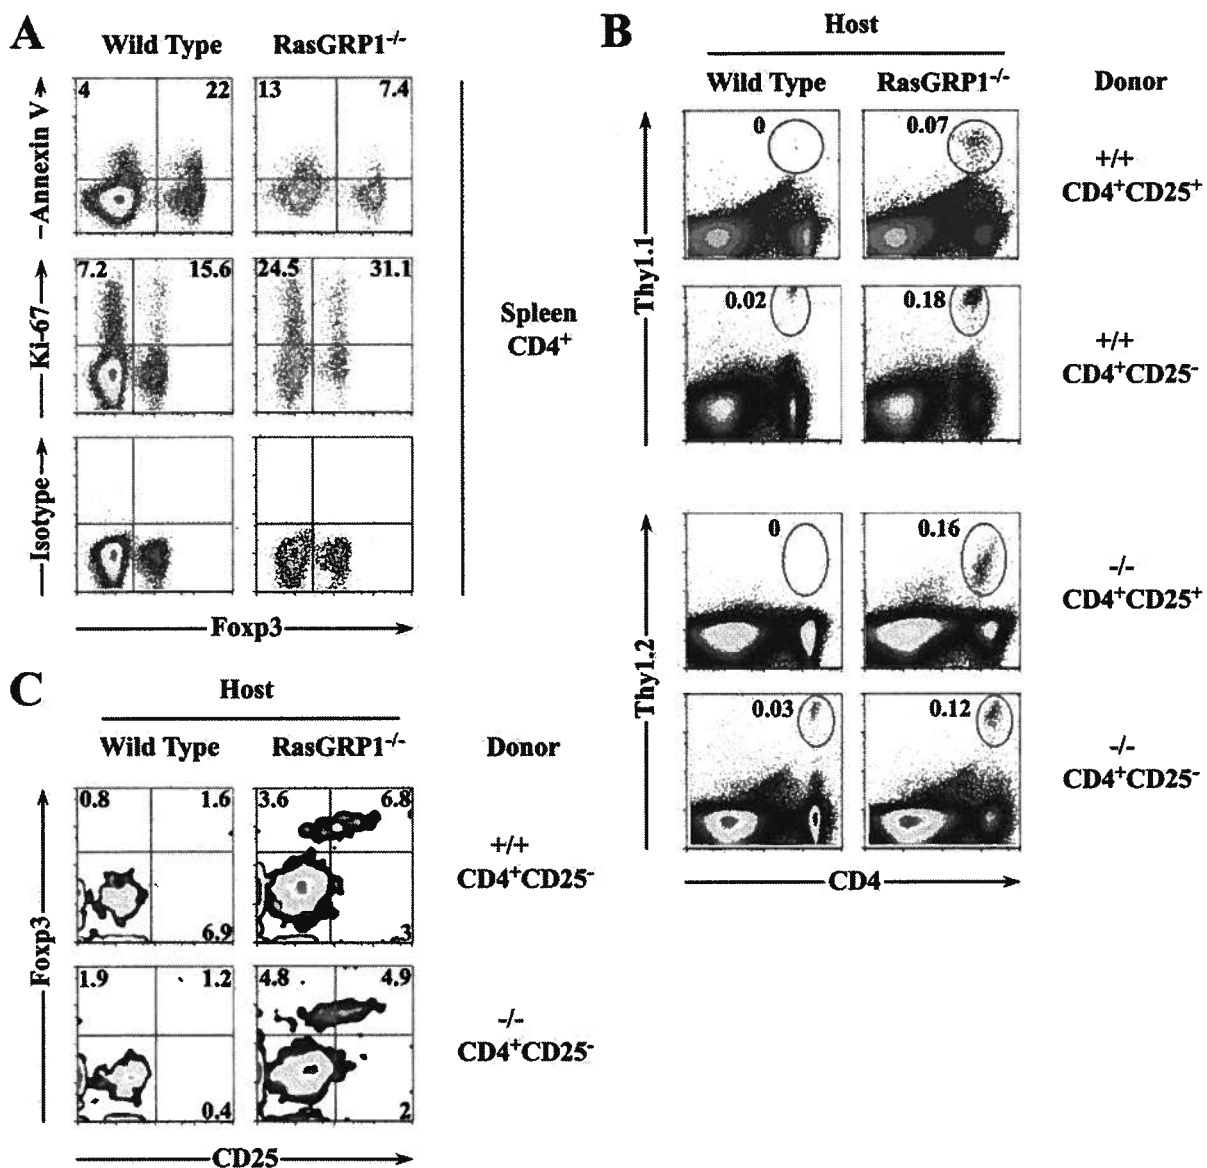 A
Wild Type RasGRP1-/-
Annexin V
4 22 13 7.4
Ki-67
7.2 15.6 24.5 31.1
Isotype
Foxp3
Spleen
CD4+
B
Host
Wild Type RasGRP1-/- Donor
Thy1.1
0 0.07
+/+
CD4+CD25+
0.02 0.18
+/+
CD4+CD25-
Thy1.2
0 0.16
-/-
CD4+CD25+
0.03 0.12
-/-
CD4+CD25-
CD4
C
Host
Wild Type RasGRP1-/- Donor
Foxp3
0.8 1.6 3.6 6.8
6.9 3
+/+
CD4+CD25-
1.9 1.2 4.8 4.9
0.4 2
-/-
CD4+CD25-
CD25